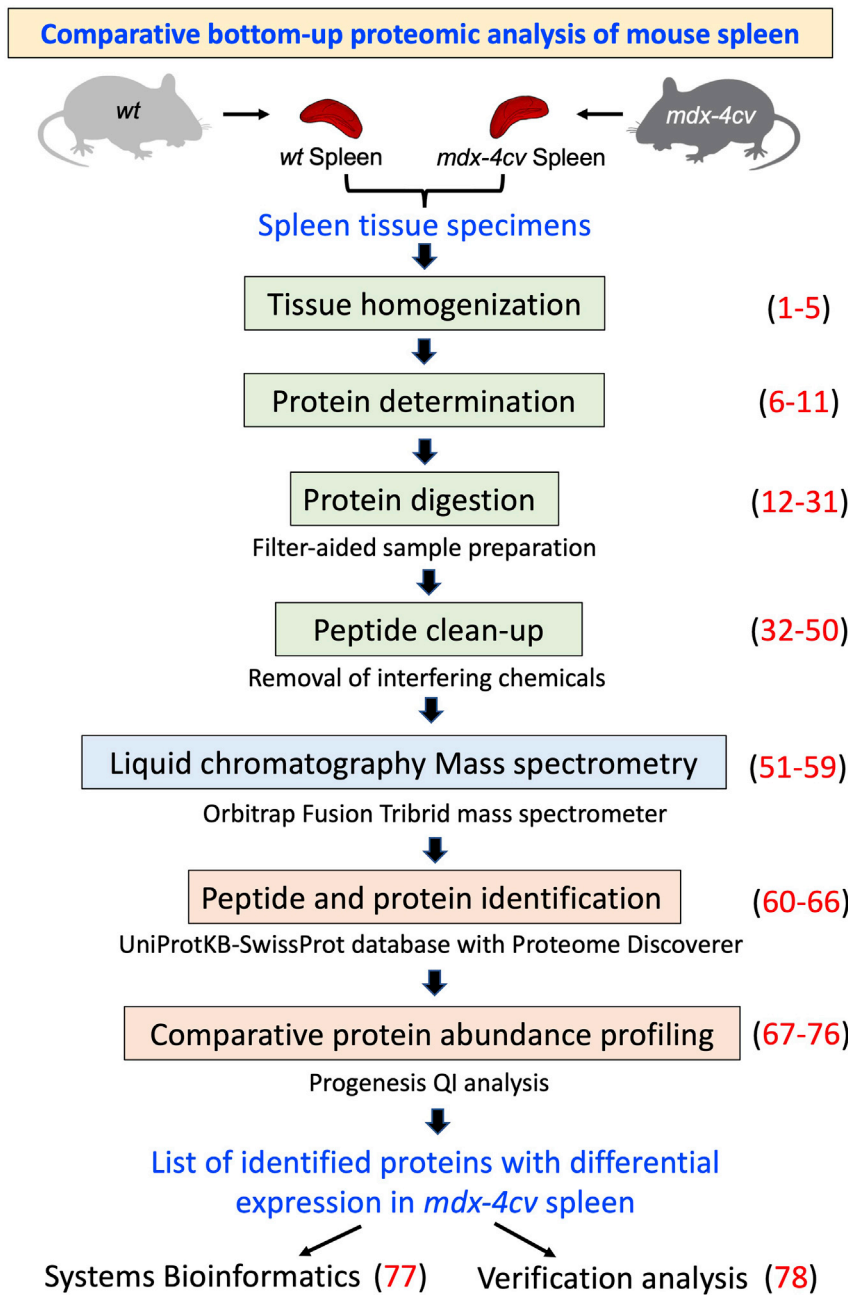 Comparative bottom-up proteomic analysis of mouse spleen
wt
mdx-4cv
wt Spleen
mdx-4cv Spleen
Spleen tissue specimens
Tissue homogenization (1-5)
Protein determination (6-11)
Protein digestion (12-31)
Filter-aided sample preparation
Peptide clean-up (32-50)
Removal of interfering chemicals
Liquid chromatography Mass spectrometry (51-59)
Orbitrap Fusion Tribrid mass spectrometer
Peptide and protein identification (60-66)
UniProtKB-SwissProt database with Proteome Discoverer
Comparative protein abundance profiling (67-76)
Progenesis QI analysis
List of identified proteins with differential
expression in mdx-4cv spleen
Systems Bioinformatics (77)
Verification analysis (78)